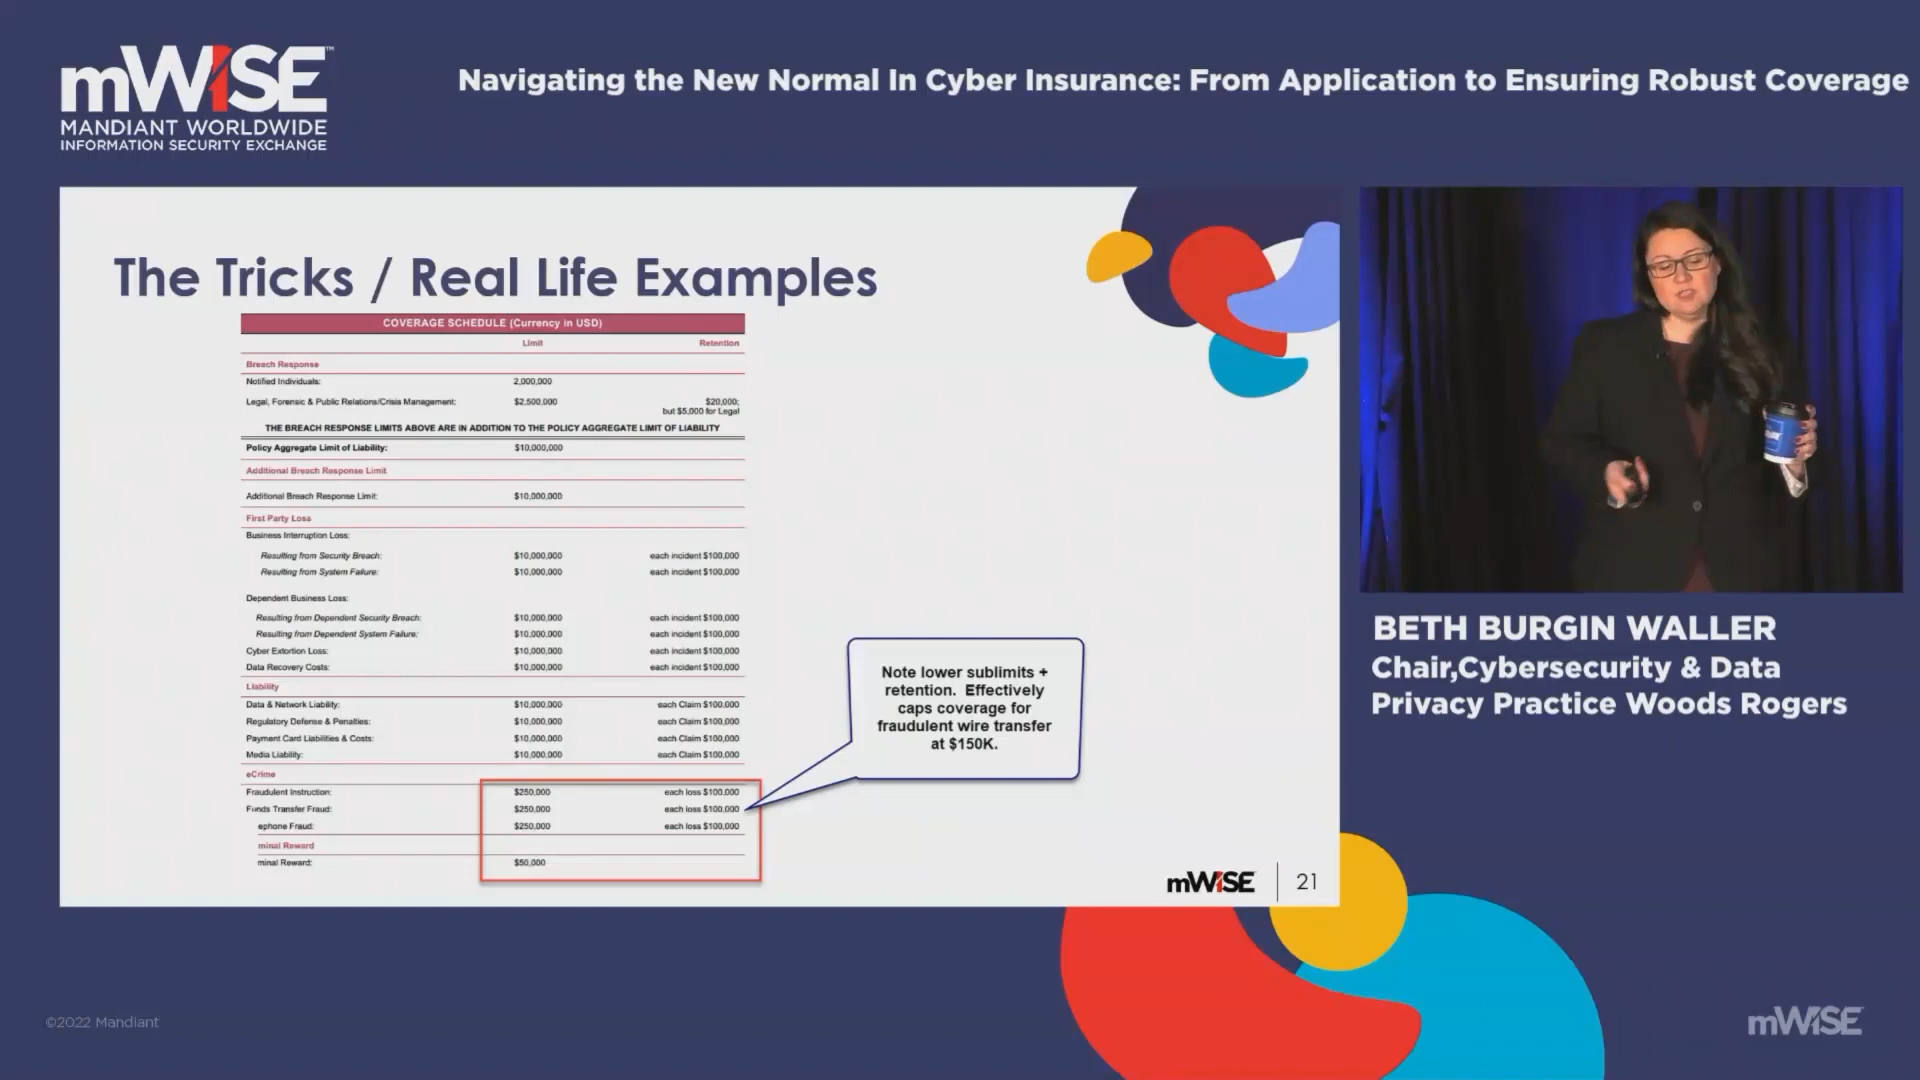 mWISE™
MANDIANT WORLDWIDE
INFORMATION SECURITY EXCHANGE
Navigating the New Normal In Cyber Insurance: From Application to Ensuring Robust Coverage
The Tricks / Real Life Examples
COVERAGE SCHEDULE (Currency in USD)
Limit Retention
Breach Response
Notified Individuals: 2,000,000
Legal, Forensic & Public Relations/Crisis Management: $2,500,000 $20,000;
but $5,000 for Legal
THE BREACH RESPONSE LIMITS ABOVE ARE IN ADDITION TO THE POLICY AGGREGATE LIMIT OF LIABILITY
Policy Aggregate Limit of Liability: $10,000,000
Additional Breach Response Limit
Additional Breach Response Limit: $10,000,000
First Party Loss
Business Interruption Loss:
Resulting from Security Breach: $10,000,000 each incident $100,000
Resulting from System Failure: $10,000,000 each incident $100,000
Dependent Business Loss:
Resulting from Dependent Security Breach: $10,000,000 each incident $100,000
Resulting from Dependent System Failure: $10,000,000 each incident $100,000
Cyber Extortion Loss: $10,000,000 each incident $100,000
Data Recovery Costs: $10,000,000 each incident $100,000
Liability
Data & Network Liability: $10,000,000 each Claim $100,000
Regulatory Defense & Penalties: $10,000,000 each Claim $100,000
Payment Card Liabilities & Costs: $10,000,000 each Claim $100,000
Media Liability: $10,000,000 each Claim $100,000
eCrime
Fraudulent Instruction: $250,000 each loss $100,000
Funds Transfer Fraud: $250,000 each loss $100,000
ephone Fraud: $250,000 each loss $100,000
minal Reward
minal Reward: $50,000
Note lower sublimits +
retention. Effectively
caps coverage for
fraudulent wire transfer
at $150K.
mWISE 21
BETH BURGIN WALLER
Chair,Cybersecurity & Data
Privacy Practice Woods Rogers
©2022 Mandiant
mWISE